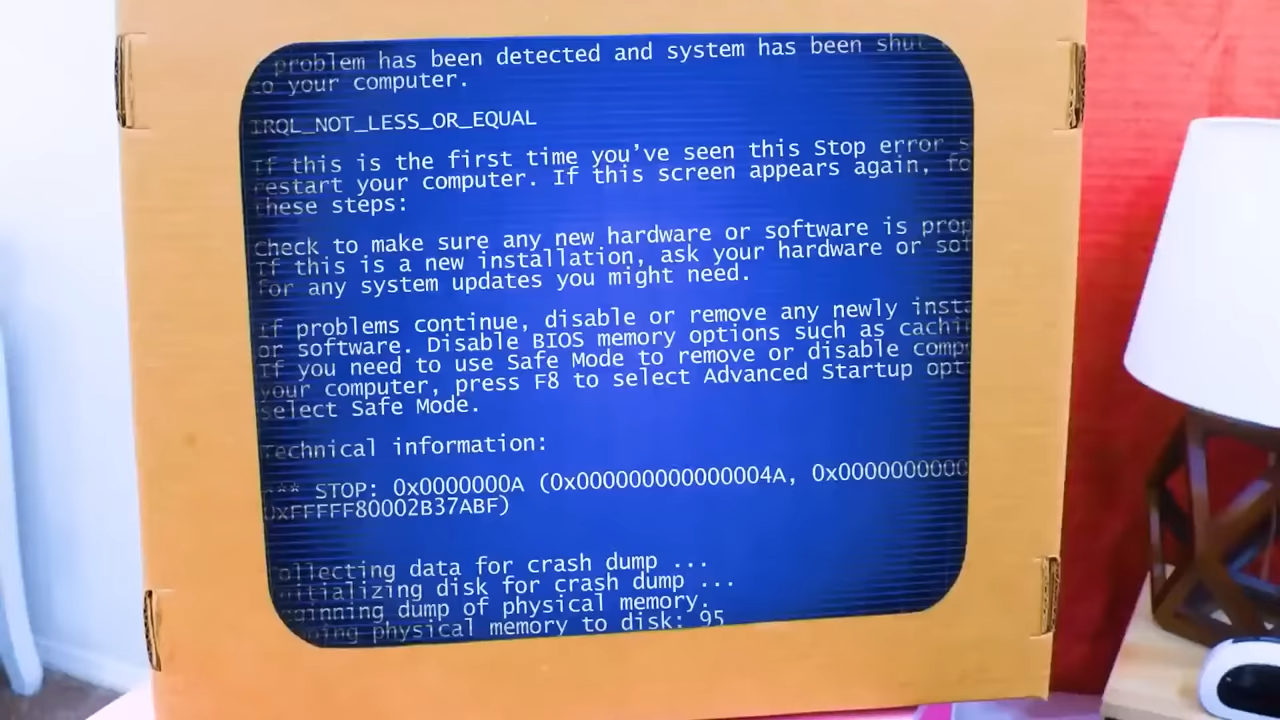 problem has been detected and system has been shut
to your computer.
IRQL_NOT_LESS_OR_EQUAL
If this is the first time you've seen this Stop error
restart your computer. If this screen appears again,
these steps:
Check to make sure any new hardware or software is
If this is a new installation, ask your hardware or
for any system updates you might need.
If problems continue, disable or remove any newly
or software. Disable BIOS memory options such as
If you need to use Safe Mode to remove or disable
your computer, press F8 to select Advanced Startup
select Safe Mode.
Technical information:
*** STOP: 0x0000000A (0x000000000000004A,
0xFFFFF80002B37ABF)
Collecting data for crash dump ...
Initializing disk for crash dump ...
Beginning dump of physical memory.
physical memory to disk: 95